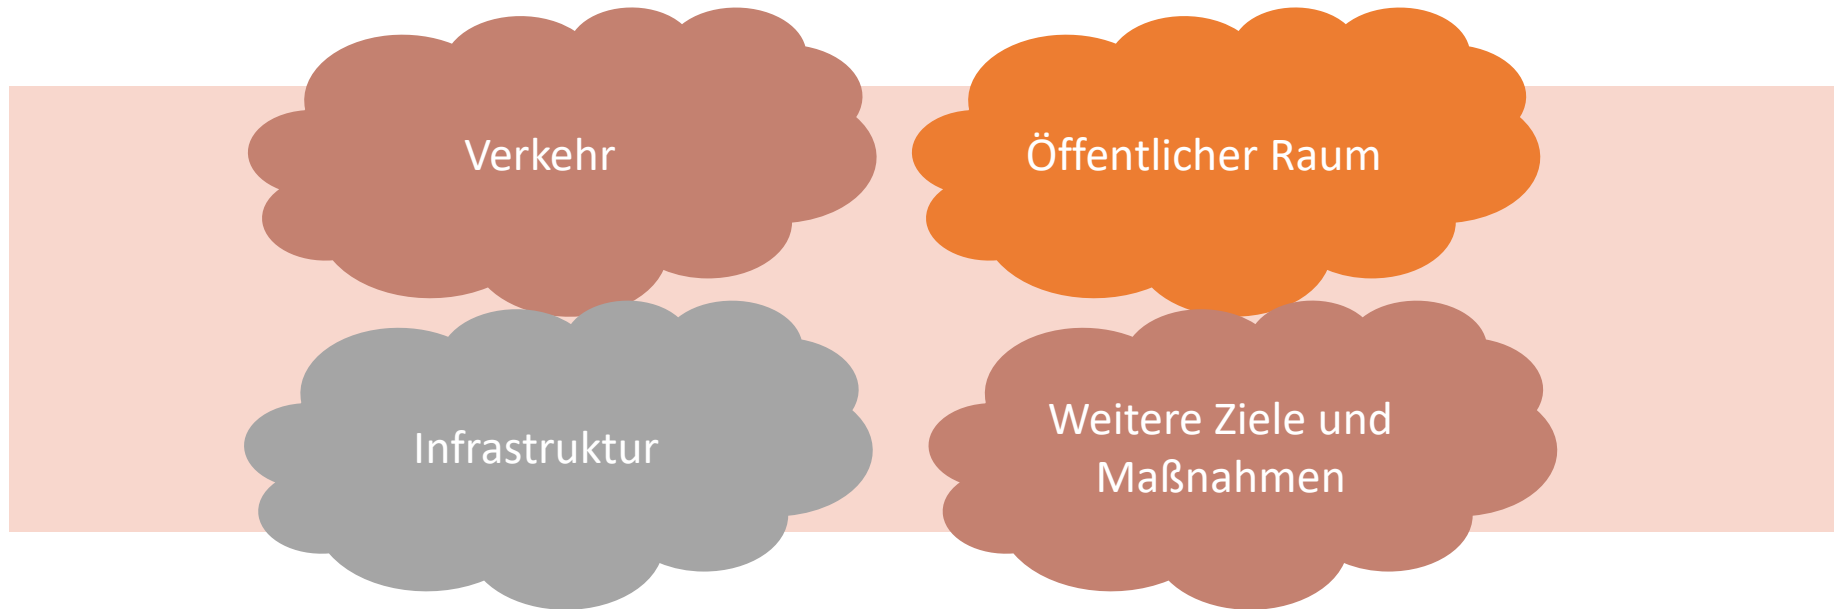 Verkehr
Öffentlicher Raum
Infrastruktur
Weitere Ziele und
Maßnahmen